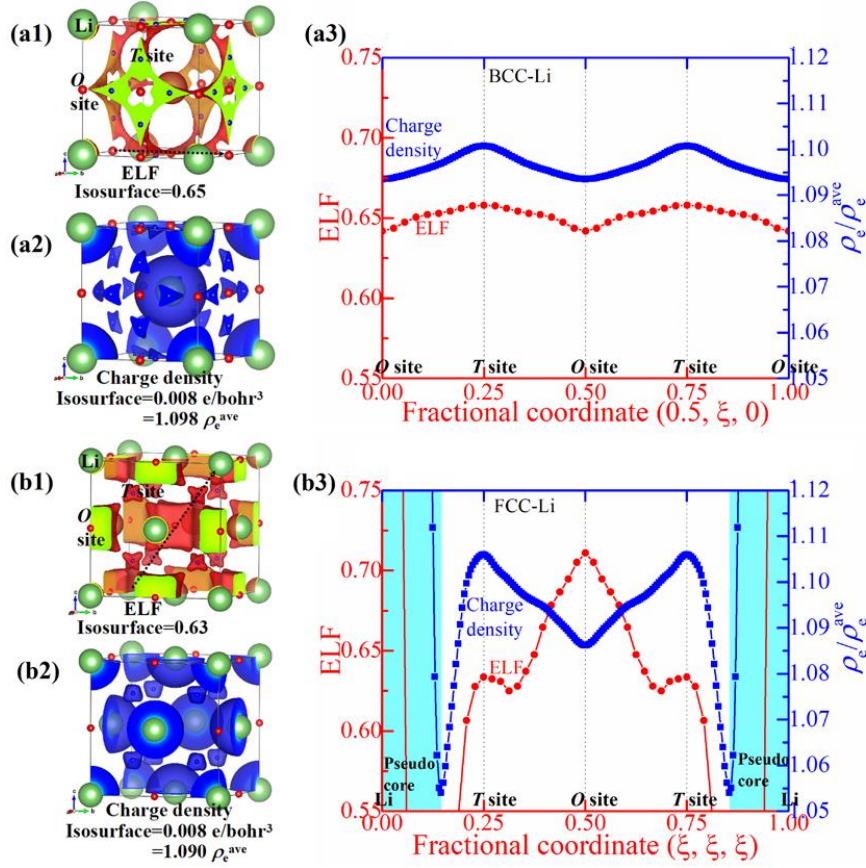 (a1)
Li
T site
O
site
ELF
Isosurface=0.65
(a2)
Charge density
Isosurface=0.008 e/bohr³
=1.098 ρₑᵃᵛᵉ
(a3)
BCC-Li
Charge
density
ELF
ELF
0.75
0.70
0.65
0.60
0.55
1.12
1.11
1.10
1.09
1.08
1.07
1.06
1.05
ρₑ/ρₑᵃᵛᵉ
O site T site O site T site O site
0.00 0.25 0.50 0.75 1.00
Fractional coordinate (0.5, ξ, 0)
(b1)
Li
T site
O
site
ELF
Isosurface=0.63
(b2)
Charge density
Isosurface=0.008 e/bohr³
=1.090 ρₑᵃᵛᵉ
(b3)
FCC-Li
Charge
density
ELF
ELF
0.75
0.70
0.65
0.60
0.55
1.12
1.11
1.10
1.09
1.08
1.07
1.06
1.05
ρₑ/ρₑᵃᵛᵉ
Pseudo
core
Pseudo
core
Li T site O site T site Li
0.00 0.25 0.50 0.75 1.00
Fractional coordinate (ξ, ξ, ξ)